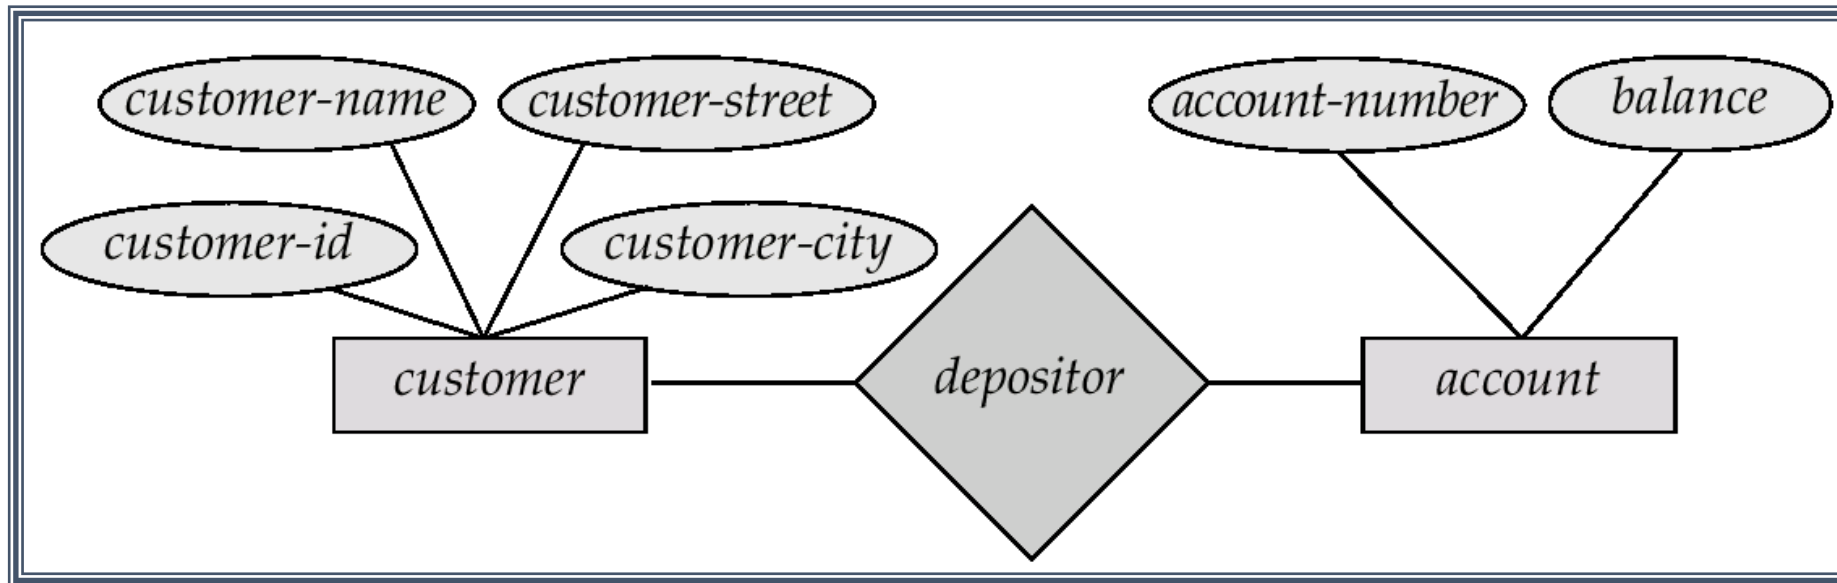 customer-name
customer-street
account-number
balance
customer-id
customer-city
customer
depositor
account